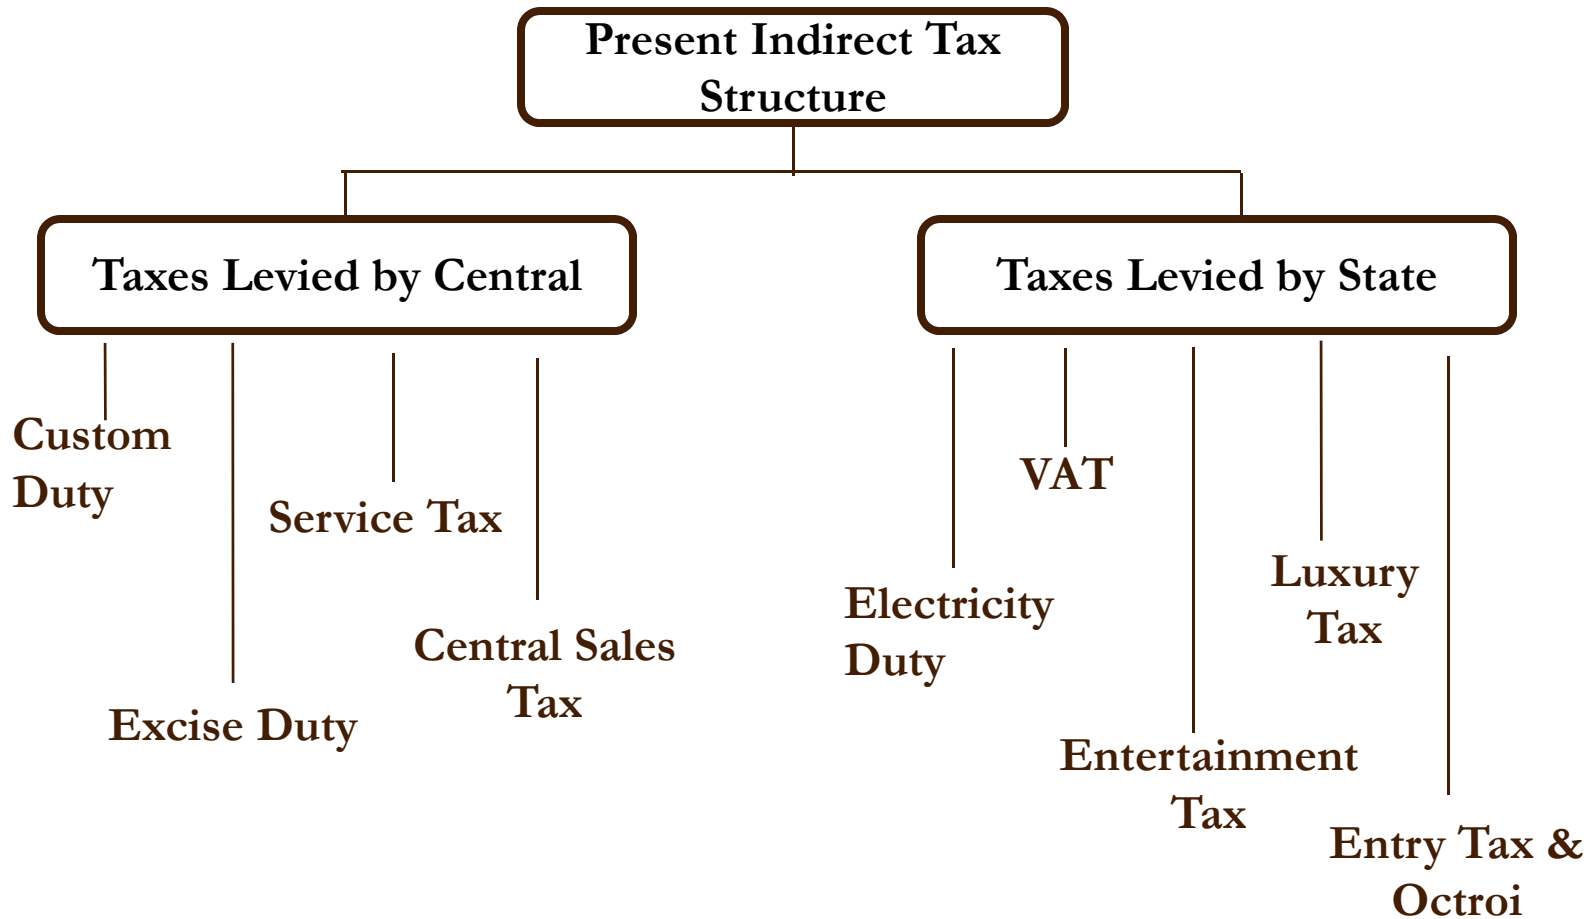 Present Indirect Tax
Structure
Taxes Levied by Central
Taxes Levied by State
Custom
Duty
Service Tax
Central Sales
Tax
Excise Duty
VAT
Electricity
Duty
Luxury
Tax
Entertainment
Tax
Entry Tax &
Octroi